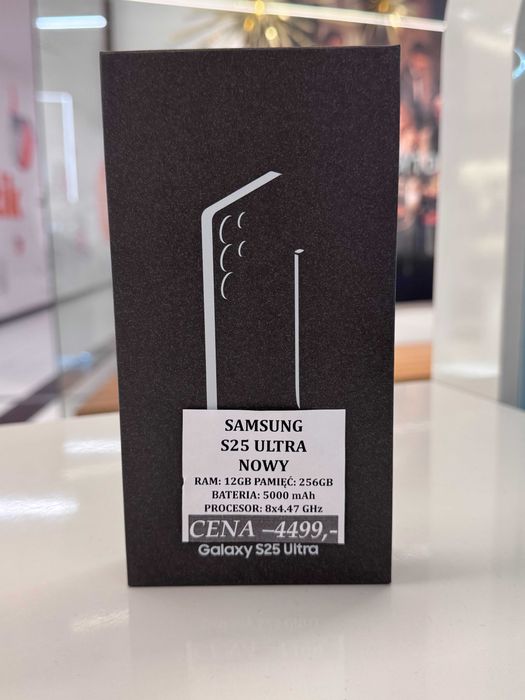 SAMSUNG
S25 ULTRA
NOWY
RAM: 12GB PAMIĘĆ: 256GB
BATERIA: 5000 mAh
PROCESOR: 8x4.47 GHz
CENA –4499,-
Galaxy S25 Ultra